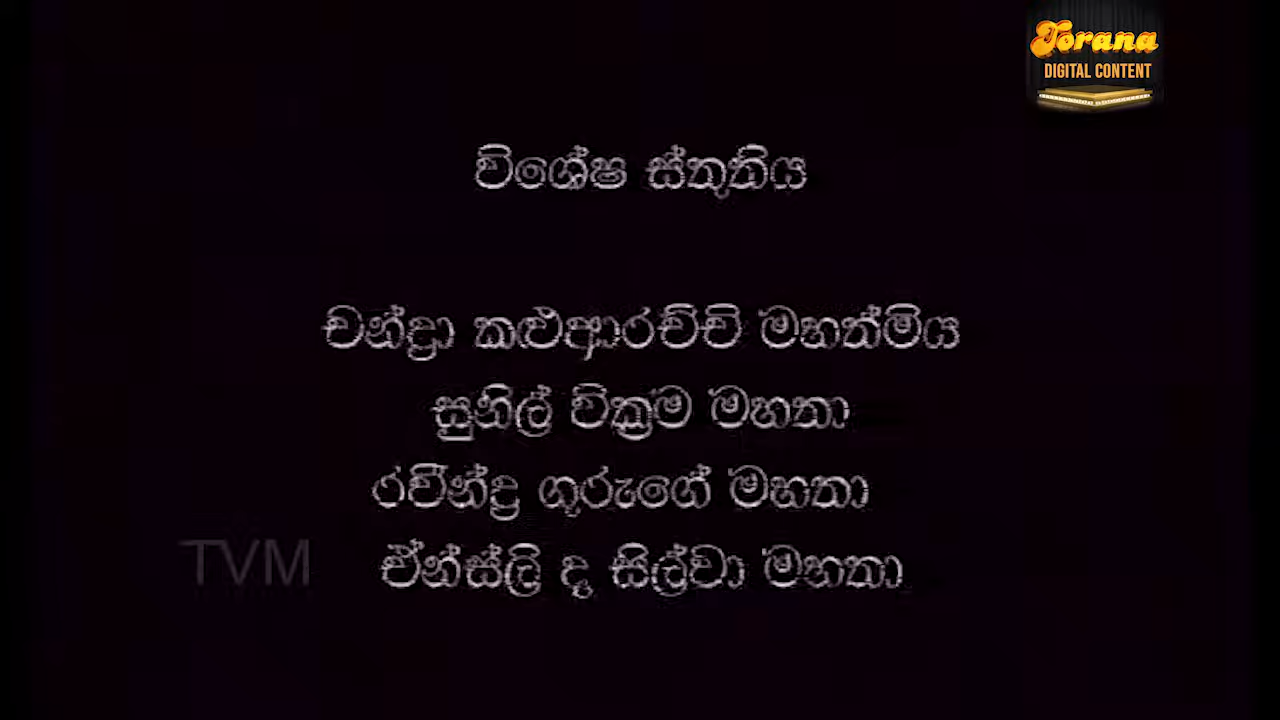 Torana
DIGITAL CONTENT
විශේෂ ස්තුතිය
චන්ද්‍රා කළුආරච්චි මහත්මිය
සුනිල් වික්‍රම මහතා
රවීන්ද්‍ර ගුරුගේ මහතා
ඒන්ස්ලි ද සිල්වා මහතා
TVM